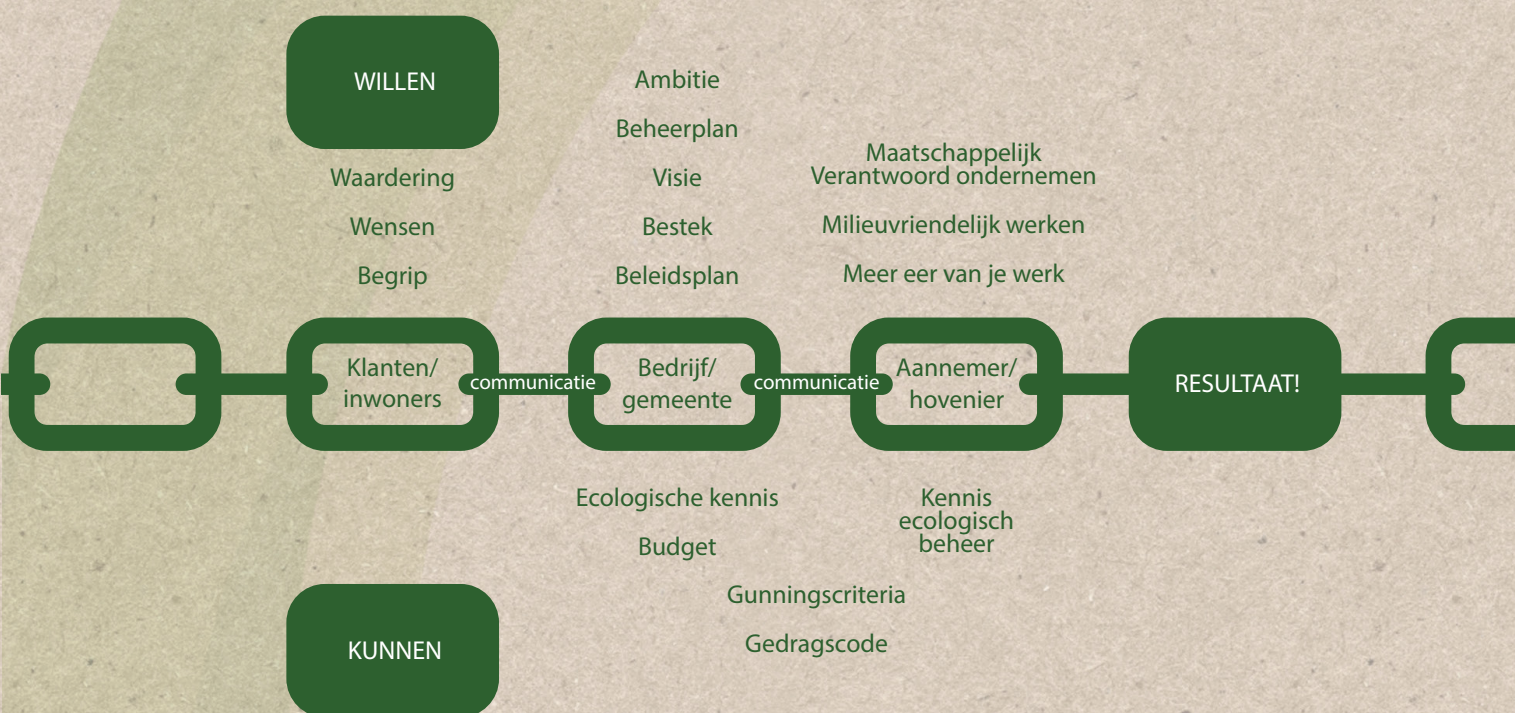 WILLEN
Waardering
Wensen
Begrip
Ambitie
Beheerplan
Visie
Bestek
Beleidsplan
Maatschappelijk
Verantwoord ondernemen
Milieuvriendelijk werken
Meer eer van je werk
Klanten/
inwoners
communicatie
Bedrijf/
gemeente
communicatie
Aannemer/
hovenier
RESULTAAT!
Ecologische kennis
Budget
Kennis
ecologisch
beheer
Gunningscriteria
Gedragscode
KUNNEN